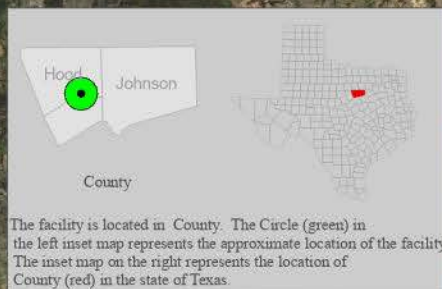 Hood
Johnson
County
The facility is located in County. The Circle (green) in
the left inset map represents the approximate location of the facility
The inset map on the right represents the location of
County (red) in the state of Texas.